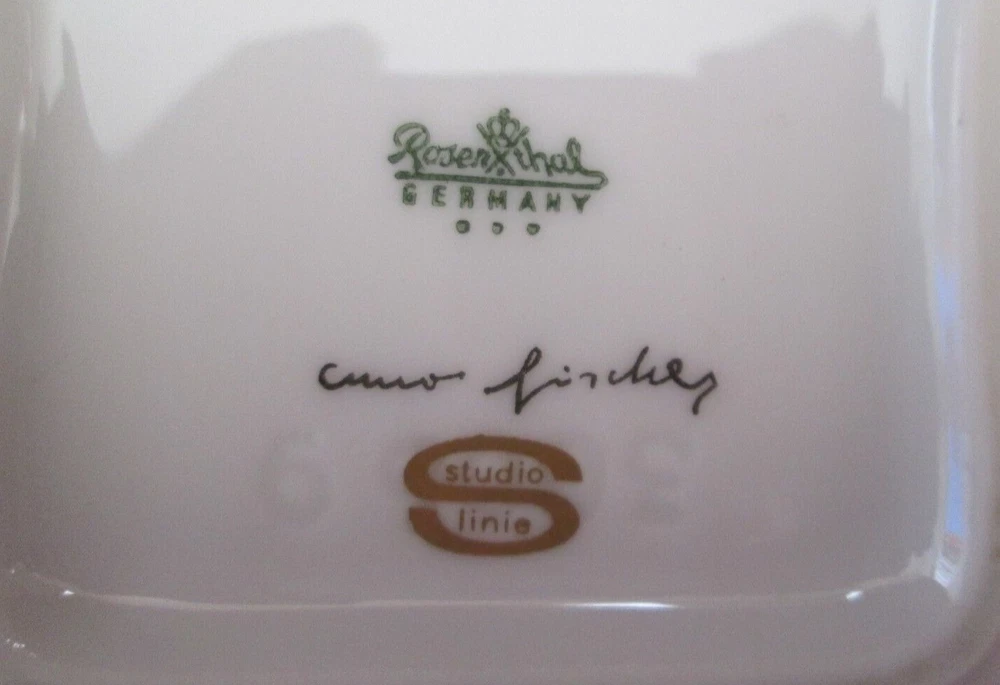 Rosenthal
GERMANY
cuno fischer
studio
linie